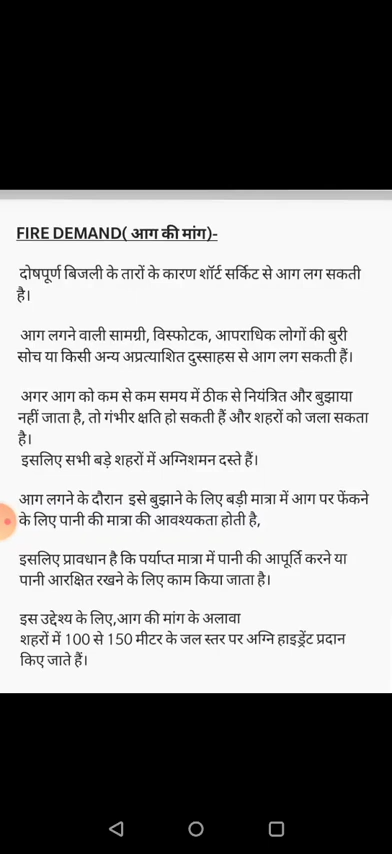 FIRE DEMAND( आग की मांग)-
दोषपूर्ण बिजली के तारों के कारण शॉर्ट सर्किट से आग लग सकती
है।
आग लगने वाली सामग्री, विस्फोटक, आपराधिक लोगों की बुरी
सोच या किसी अन्य अप्रत्याशित दुस्साहस से आग लग सकती हैं।
अगर आग को कम से कम समय में ठीक से नियंत्रित और बुझाया
नहीं जाता है, तो गंभीर क्षति हो सकती हैं और शहरों को जला सकता
है।
इसलिए सभी बड़े शहरों में अग्निशमन दस्ते हैं।
आग लगने के दौरान इसे बुझाने के लिए बड़ी मात्रा में आग पर फेंकने
के लिए पानी की मात्रा की आवश्यकता होती है,
इसलिए प्रावधान है कि पर्याप्त मात्रा में पानी की आपूर्ति करने या
पानी आरक्षित रखने के लिए काम किया जाता है।
इस उद्देश्य के लिए,आग की मांग के अलावा
शहरों में 100 से 150 मीटर के जल स्तर पर अग्नि हाइड्रेंट प्रदान
किए जाते हैं।